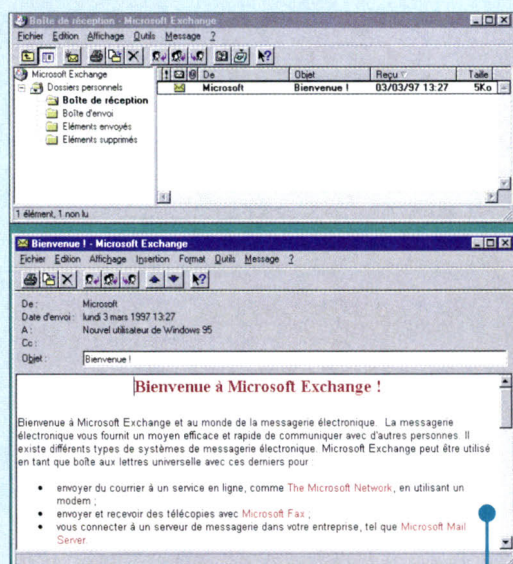 Boîte de réception - Microsoft Exchange
Fichier Edition Affichage Outils Message ?
Microsoft Exchange
Dossiers personnels
Boîte de réception
Boîte d'envoi
Eléments envoyés
Eléments supprimés
! De Objet Reçu Taille
Microsoft Bienvenue ! 03/03/97 13:27 5Ko
1 élément, 1 non lu
Bienvenue ! - Microsoft Exchange
Fichier Edition Affichage Insertion Format Outils Message ?
De : Microsoft
Date d'envoi : lundi 3 mars 1997 13:27
A : Nouvel utilisateur de Windows 95
Cc :
Objet : Bienvenue !
Bienvenue à Microsoft Exchange !
Bienvenue à Microsoft Exchange et au monde de la messagerie électronique. La messagerie
électronique vous fournit un moyen efficace et rapide de communiquer avec d'autres personnes. Il
existe différents types de systèmes de messagerie électronique. Microsoft Exchange peut être utilisé
en tant que boîte aux lettres universelle avec ces derniers pour :
• envoyer du courrier à un service en ligne, comme The Microsoft Network, en utilisant un
modem ;
• envoyer et recevoir des télécopies avec Microsoft Fax ;
• vous connecter à un serveur de messagerie dans votre entreprise, tel que Microsoft Mail
Server.